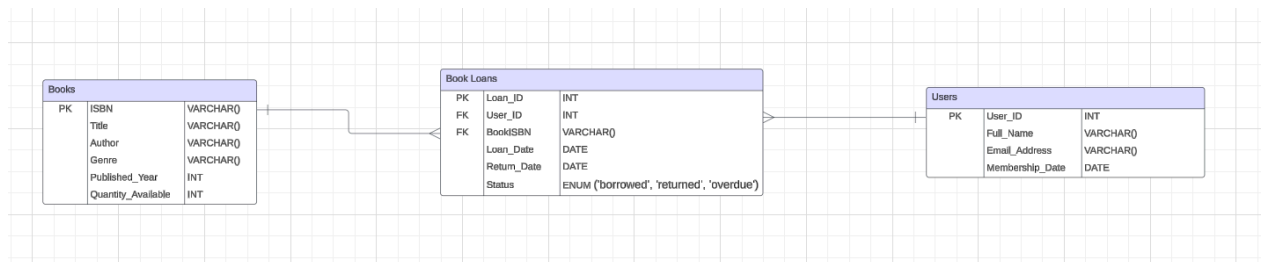 Books
PK ISBN VARCHAR()
Title VARCHAR()
Author VARCHAR()
Genre VARCHAR()
Published_Year INT
Quantity_Available INT
Book Loans
PK Loan_ID INT
FK User_ID INT
FK BookISBN VARCHAR()
Loan_Date DATE
Return_Date DATE
Status ENUM ('borrowed', 'returned', 'overdue')
Users
PK User_ID INT
Full_Name VARCHAR()
Email_Address VARCHAR()
Membership_Date DATE